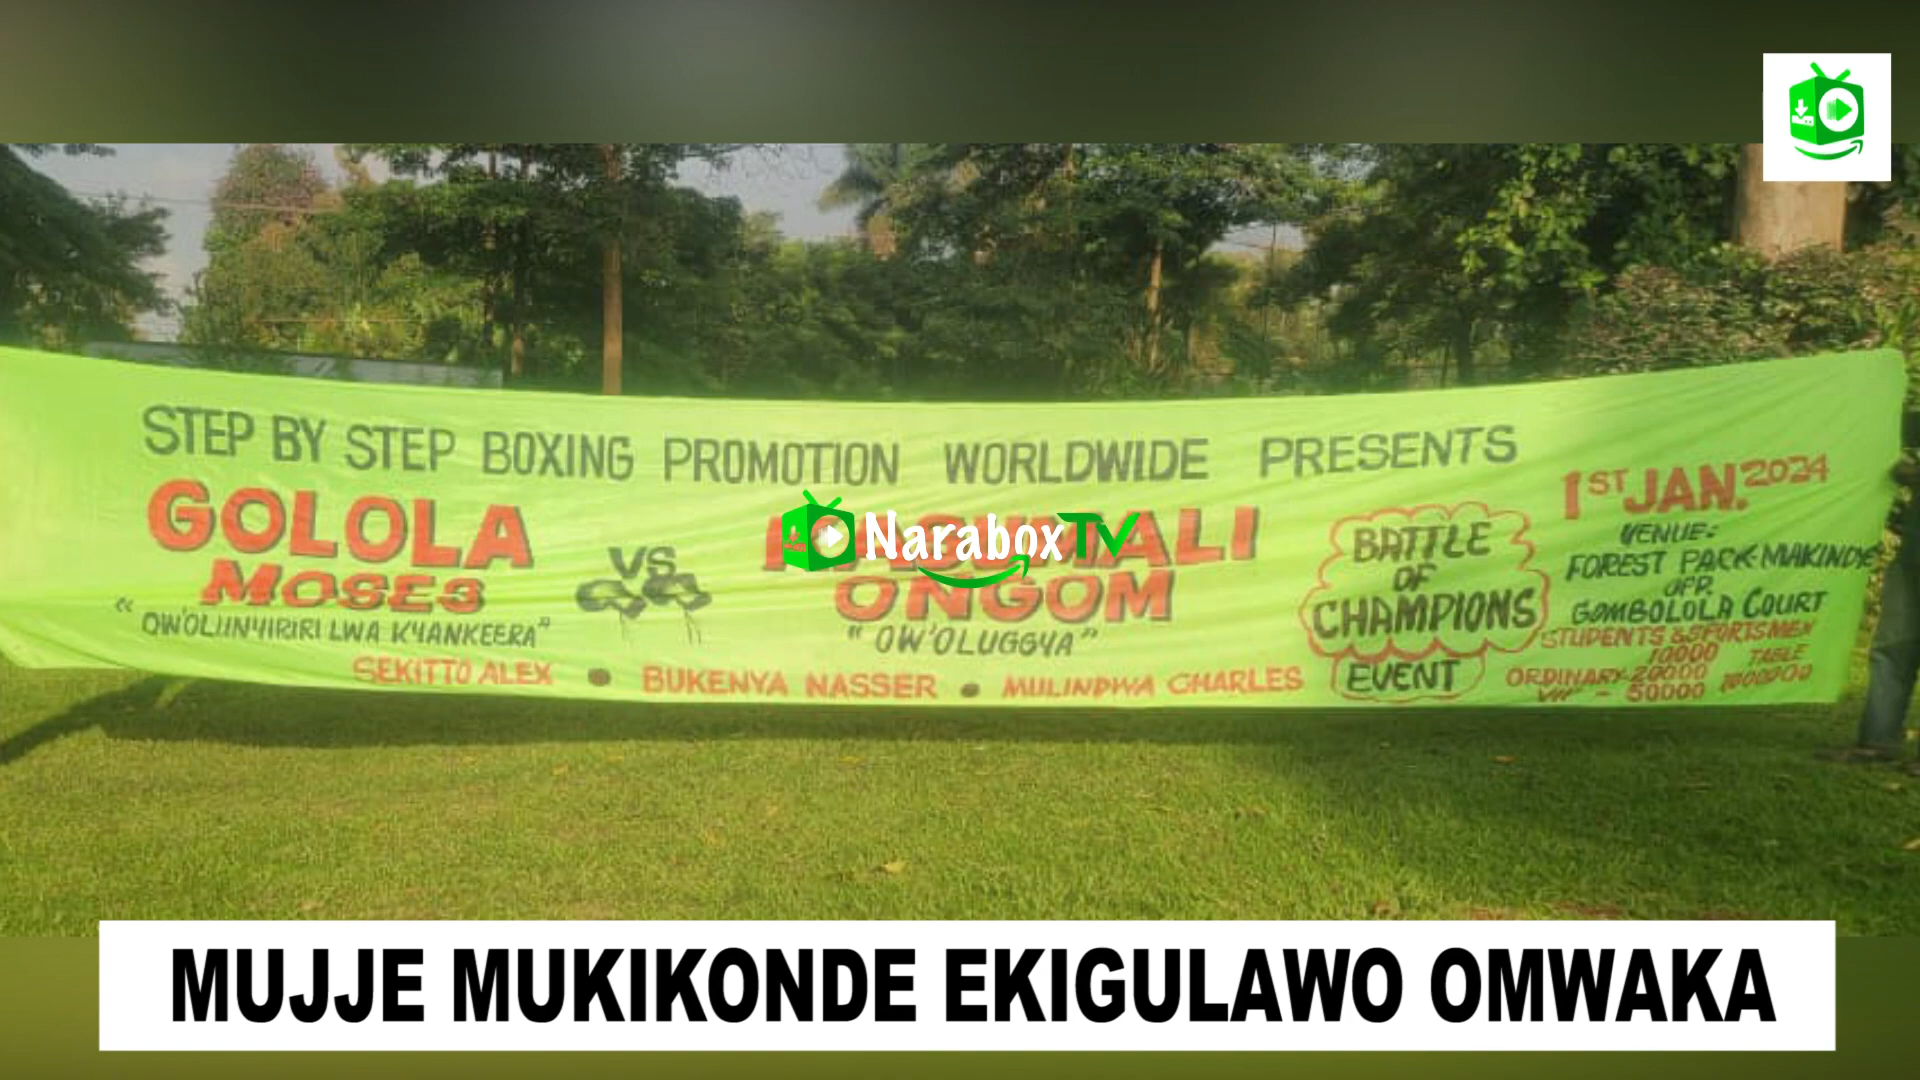 STEP BY STEP BOXING PROMOTION WORLDWIDE PRESENTS
GOLOLA
MOSES
"OW'OLUNYIRIRI LWA KYANKEERA"
VS
NaraboxTV
ONGOM
"OW'OLUGGYA"
SEKITTO ALEX • BUKENYA NASSER • MULINDWA CHARLES
BATTLE
OF
CHAMPIONS
EVENT
1ST JAN. 2024
VENUE:-
FOREST PACK-MAKINDE
OPP.
GOMBOLOLA COURT
STUDENTS & SPORTSMEN
10000
ORDINARY-20000
VIP - 50000
TABLE
MUJJE MUKIKONDE EKIGULAWO OMWAKA